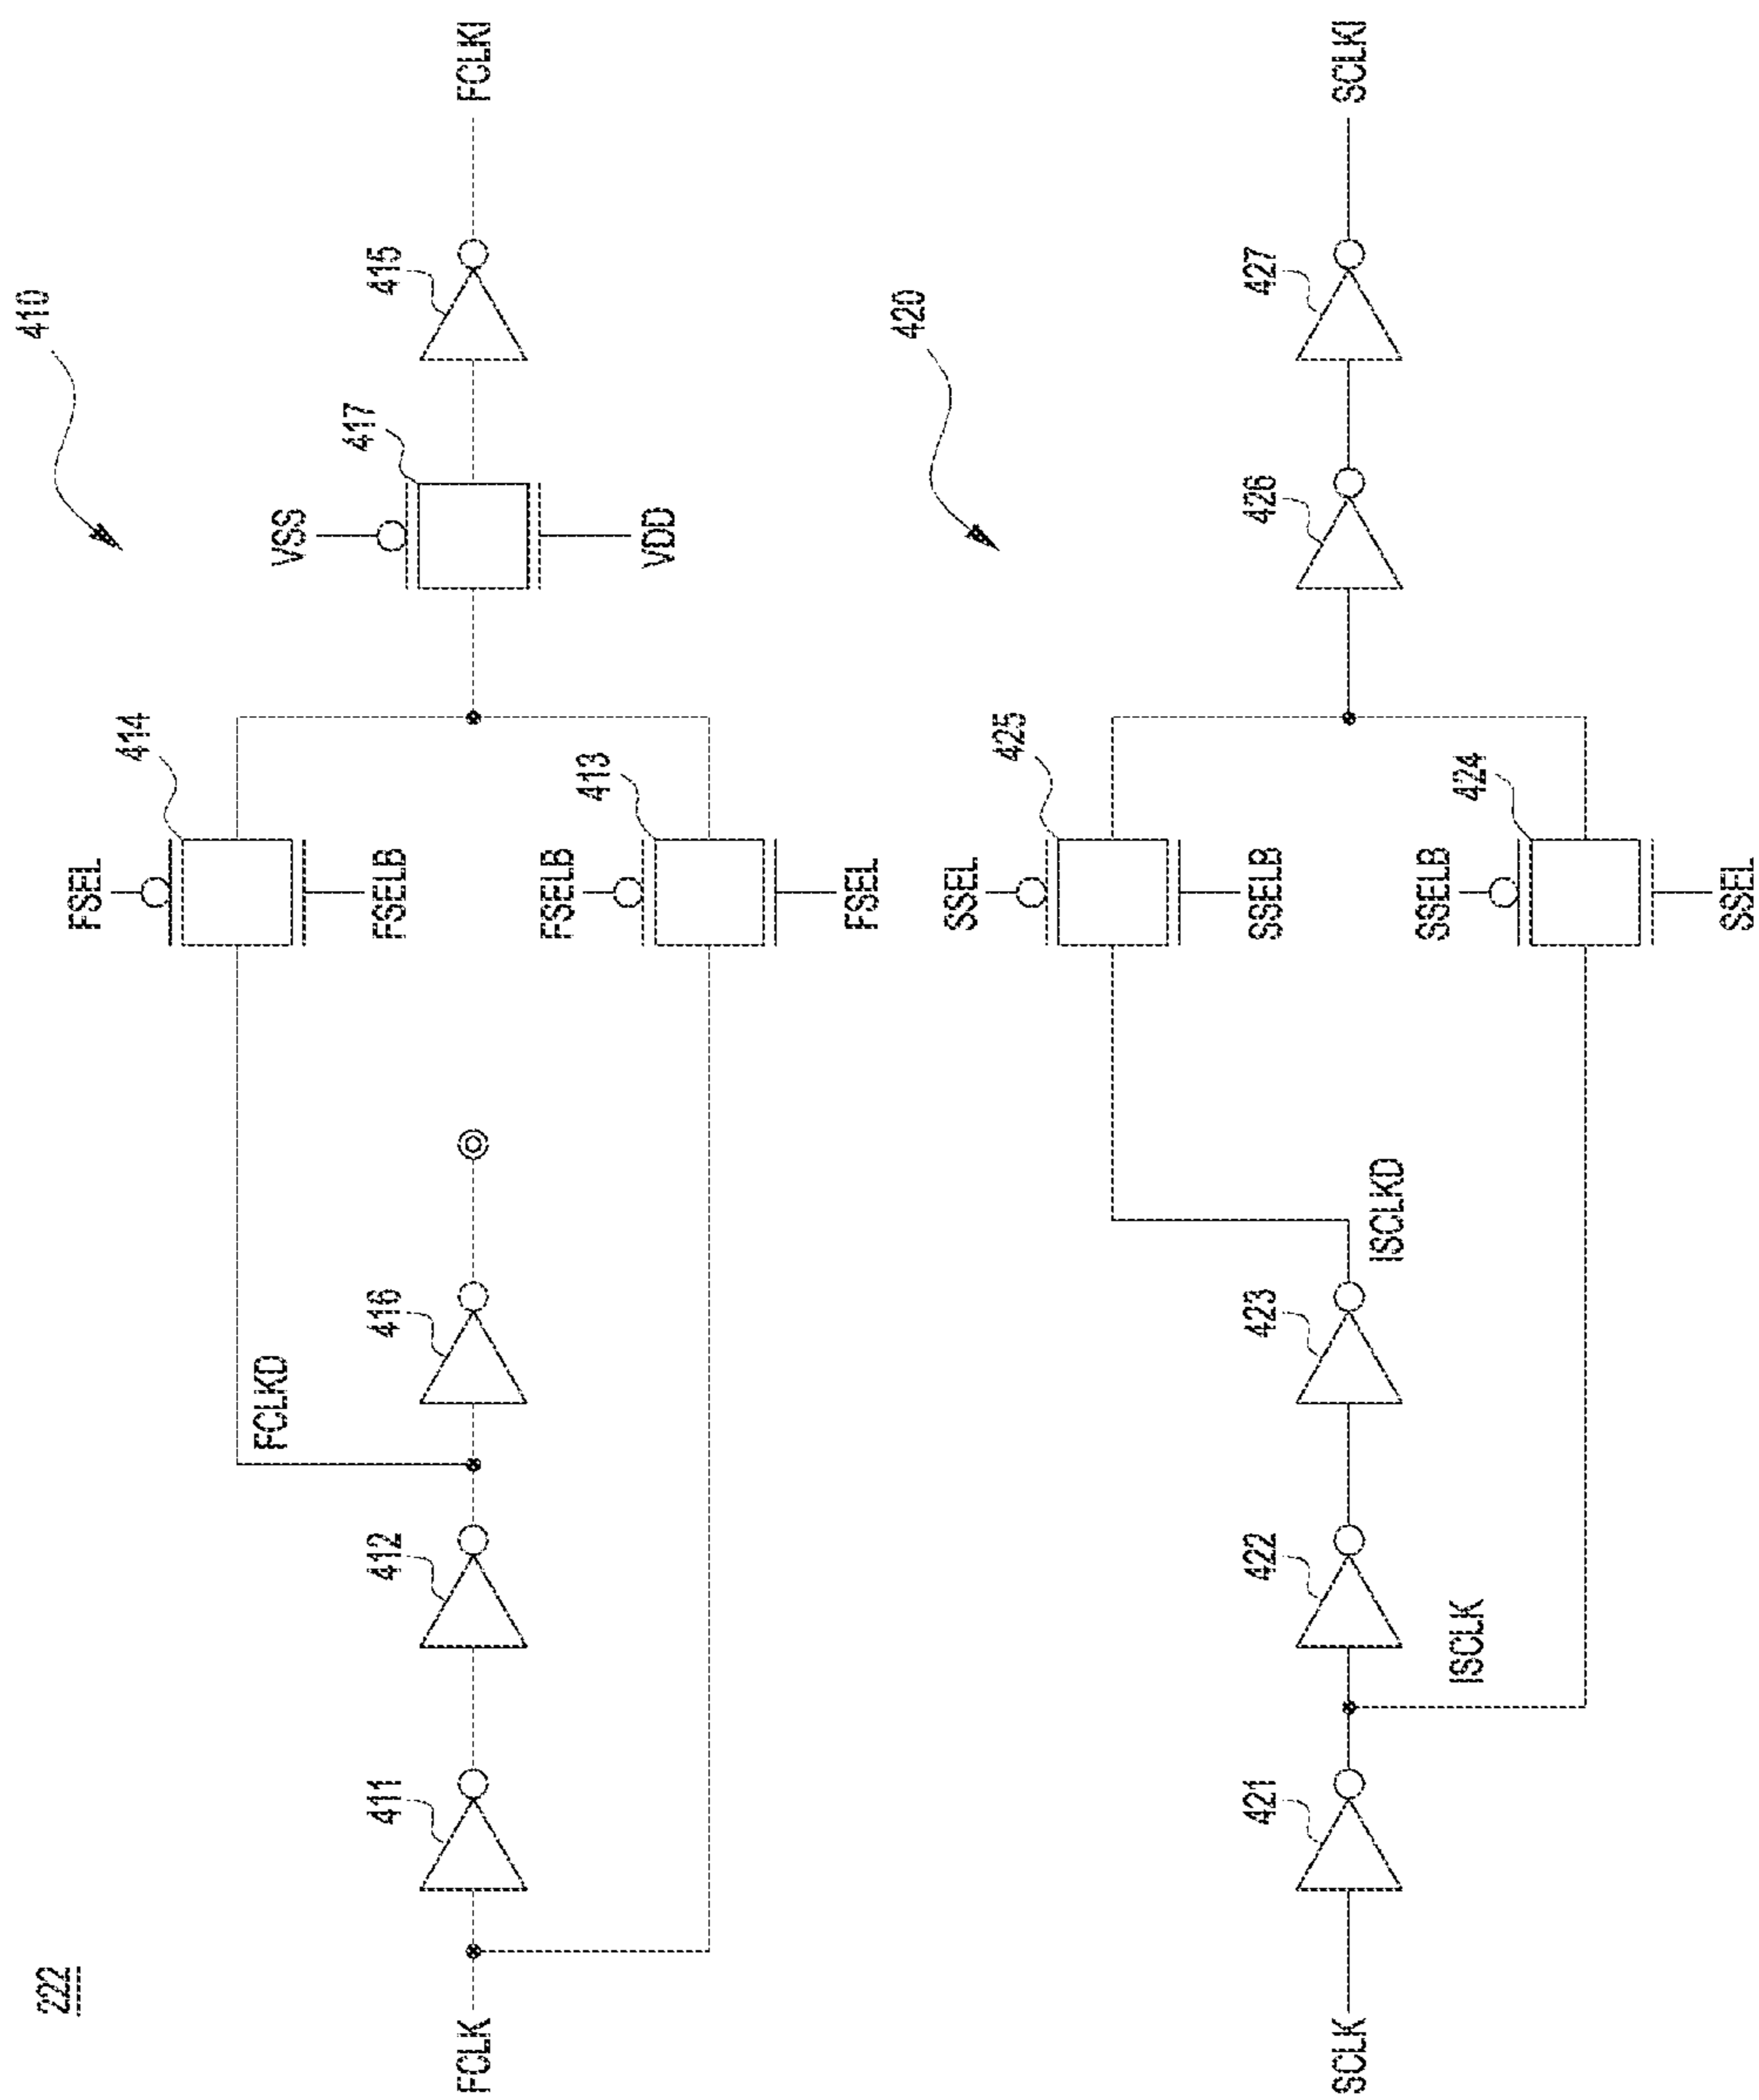 222
410
FSEL
414
FSELB
VSS
417
415
FCLKD
411
412
416
FCLK
FCLKI
FSELB
413
VDD
FSEL
420
SSEL
425
SSELB
421
422
423
426
427
SCLK
ISCLKD
SCLKI
SSELB
424
ISCLK
SSEL